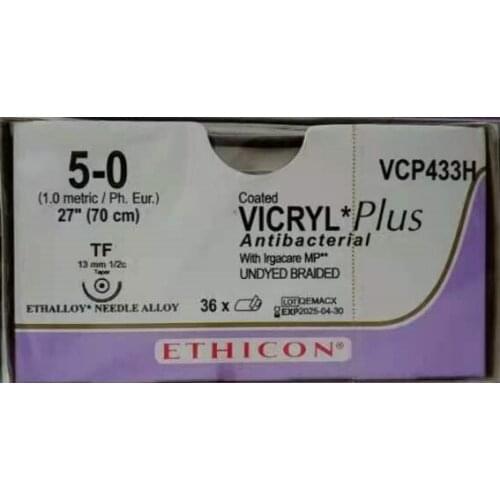 5-0
(1.0 metric / Ph. Eur.)
27" (70 cm)
TF
13 mm 1/2c
Taper
ETHALLOY* NEEDLE ALLOY
36 x
VCP433H
Coated
VICRYL* Plus
Antibacterial
With Irgacare MP**
UNDYED BRAIDED
LOT QEMACX
EXP 2025-04-30
ETHICON®